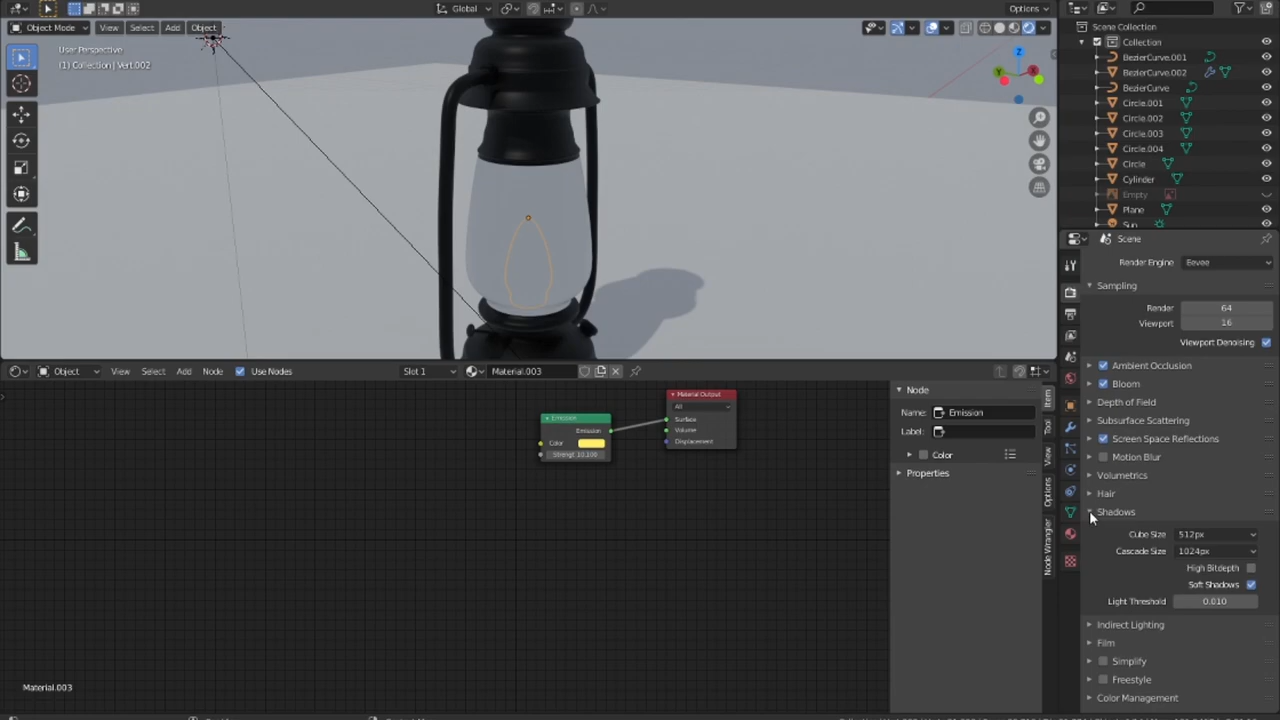 Global
Options
Object Mode
View
Select
Add
Object
User Perspective
(1) Collection | Vert.002
Z
Scene Collection
Collection
BezierCurve.001
BezierCurve.002
BezierCurve
Circle.001
Circle.002
Circle.003
Circle.004
Circle
Cylinder
Empty
Plane
Sun
Scene
Render Engine
Eevee
Sampling
Render
64
Viewport
16
Viewport Denoising
Ambient Occlusion
Bloom
Depth of Field
Subsurface Scattering
Screen Space Reflections
Motion Blur
Volumetrics
Hair
Shadows
Cube Size
512px
Cascade Size
1024px
High Bitdepth
Soft Shadows
Light Threshold
0.010
Indirect Lighting
Film
Simplify
Freestyle
Color Management
Object
View
Select
Add
Node
Use Nodes
Slot 1
Material.003
Emission
Emission
Color
Strengt 10.100
Material Output
All
Surface
Volume
Displacement
Node
Name:
Emission
Label:
Color
Properties
Item
Tool
View
Options
Node Wrangler
Material.003